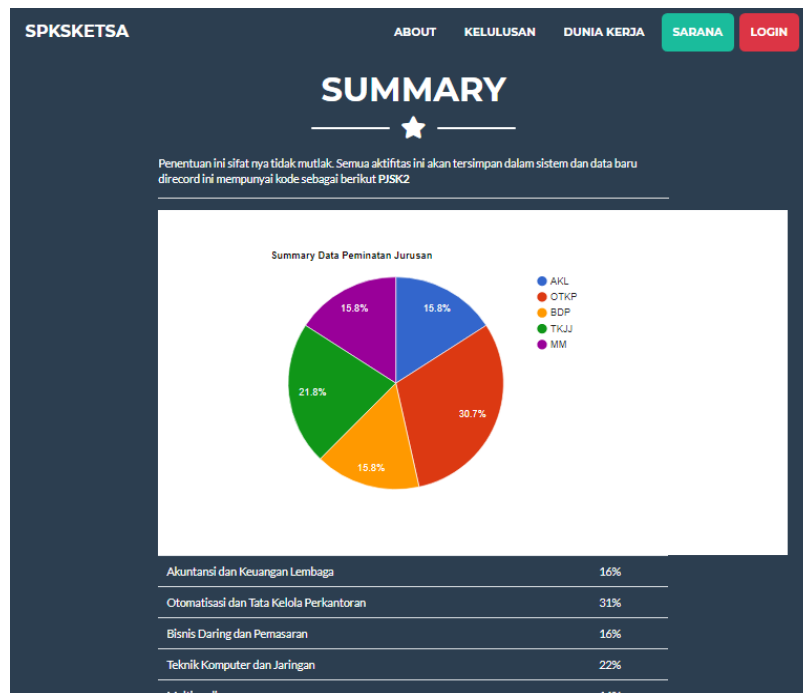 SPKSKETSA ABOUT KELULUSAN DUNIA KERJA SARANA LOGIN
SUMMARY
Penentuan ini sifat nya tidak mutlak. Semua aktifitas ini akan tersimpan dalam sistem dan data baru
direcord ini mempunyai kode sebagai berikut PJSK2
Summary Data Peminatan Jurusan
AKL
OTKP
BDP
TKJJ
MM
15.8% 15.8%
21.8%
30.7%
15.8%
Akuntansi dan Keuangan Lembaga 16%
Otomatisasi dan Tata Kelola Perkantoran 31%
Bisnis Daring dan Pemasaran 16%
Teknik Komputer dan Jaringan 22%